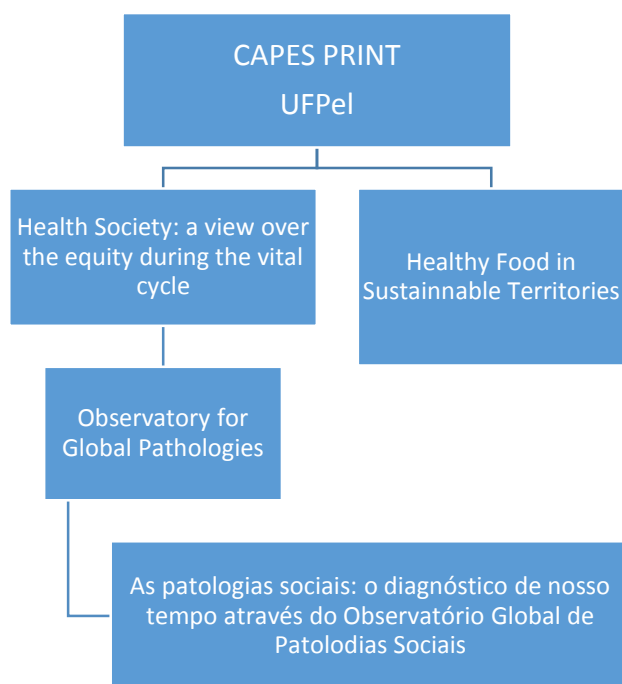 CAPES PRINT
UFPel
Health Society: a view over
the equity during the vital
cycle
Healthy Food in
Sustainnable Territories
Observatory for
Global Pathologies
As patologias sociais: o diagnóstico de nosso
tempo através do Observatório Global de
Patolodias Sociais